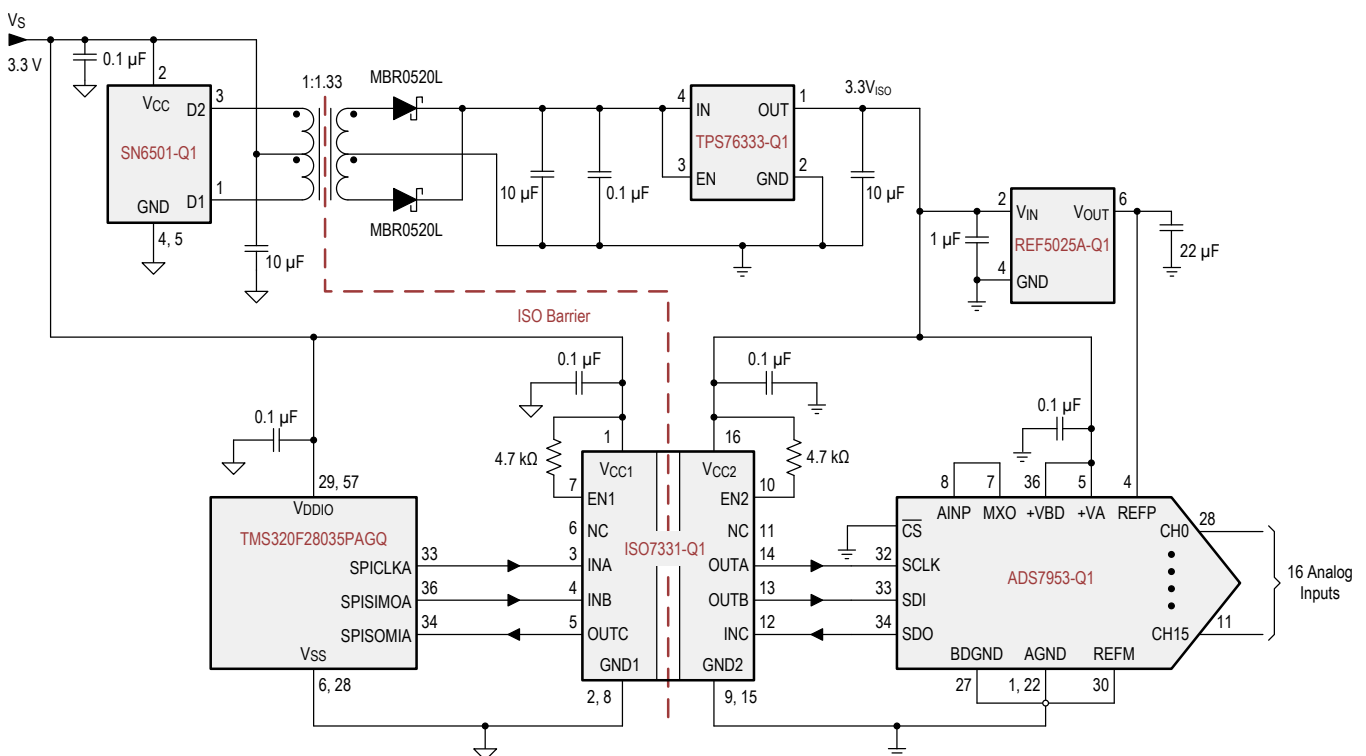 VS
3.3 V
0.1 µF
2
VCC
D2
3
SN6501-Q1
D1
1
GND
4, 5
10 µF
1:1.33
MBR0520L
MBR0520L
10 µF
0.1 µF
4
IN
OUT
1
TPS76333-Q1
3
EN
GND
2
3.3VISO
10 µF
2
VIN
VOUT
6
1 µF
REF5025A-Q1
4
GND
22 µF
ISO Barrier
0.1 µF
0.1 µF
0.1 µF
0.1 µF
4.7 kΩ
1
16
4.7 kΩ
29, 57
VDDIO
TMS320F28035PAGQ
SPICLKA
33
SPISIMOA
36
SPISOMIA
34
VSS
6, 28
VCC1
VCC2
7
EN1
EN2
10
6
NC
NC
11
ISO7331-Q1
3
INA
OUTA
14
4
INB
OUTB
13
5
OUTC
INC
12
GND1
GND2
2, 8
9, 15
8
7
36
5
4
AINP
MXO
+VBD
+VA
REFP
CS
32
SCLK
33
SDI
34
SDO
ADS7953-Q1
CH0
28
CH15
11
16 Analog
Inputs
BDGND
AGND
REFM
27
1, 22
30